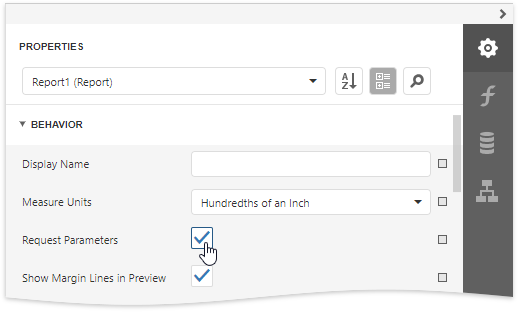 PROPERTIES
Report1 (Report)
BEHAVIOR
Display Name
Measure Units
Hundredths of an Inch
Request Parameters
Show Margin Lines in Preview